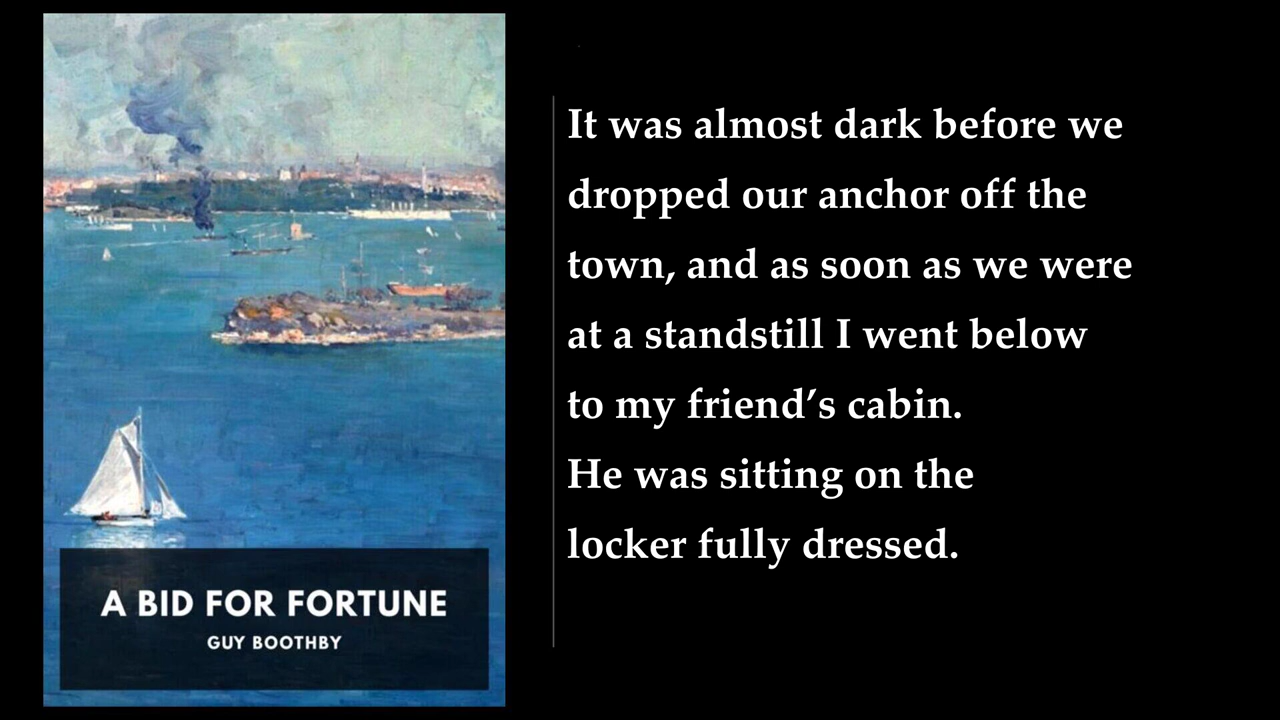 A BID FOR FORTUNE
GUY BOOTHBY
It was almost dark before we
dropped our anchor off the
town, and as soon as we were
at a standstill I went below
to my friend’s cabin.
He was sitting on the
locker fully dressed.